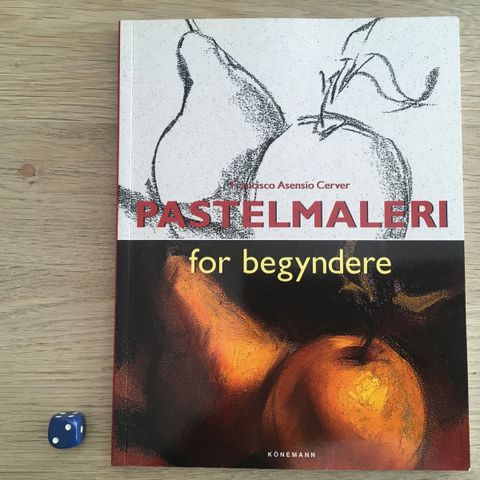 Francisco Asensio Cerver
PASTELMALERI
for begyndere
KÖNEMANN